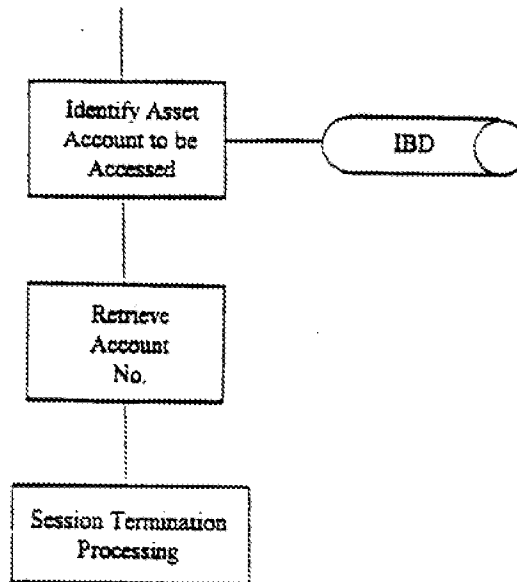 Identify Asset
Account to be
Accessed
IBD
Retrieve
Account
No.
Session Termination
Processing